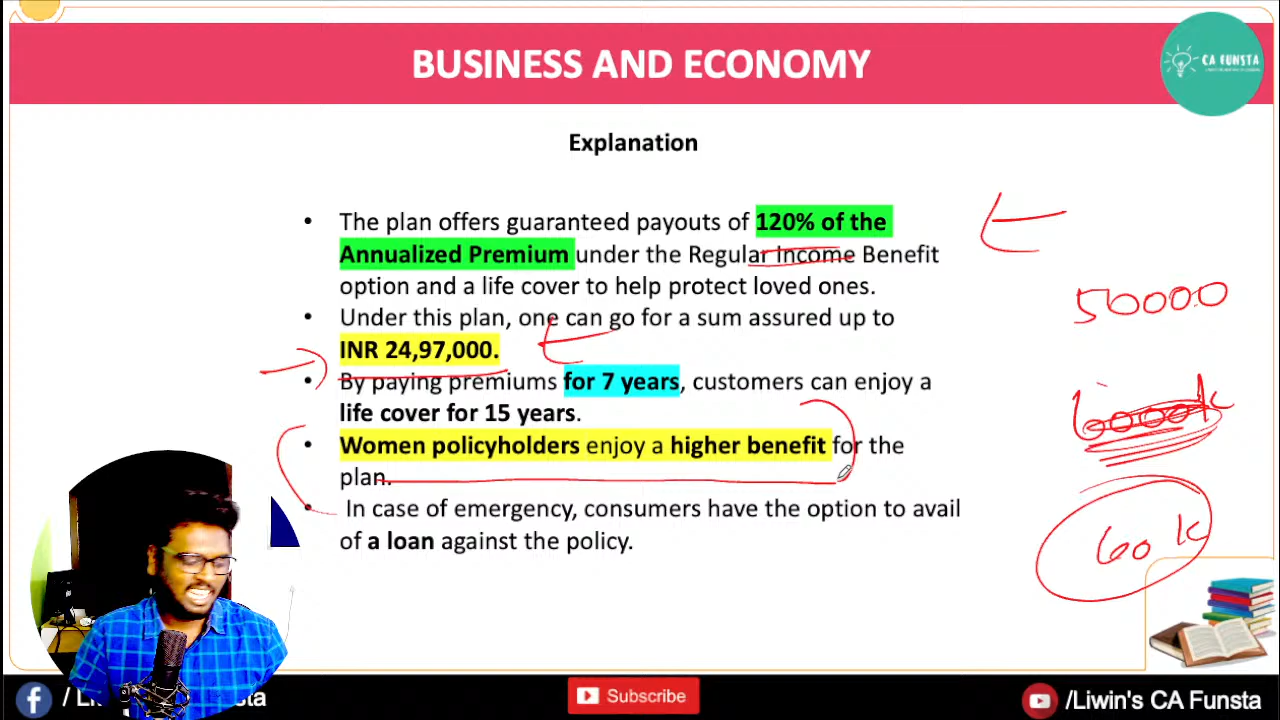 BUSINESS AND ECONOMY
CA FUNSTA
Explanation
• The plan offers guaranteed payouts of 120% of the
Annualized Premium under the Regular Income Benefit
option and a life cover to help protect loved ones.
• Under this plan, one can go for a sum assured up to
INR 24,97,000.
• By paying premiums for 7 years, customers can enjoy a
life cover for 15 years.
• Women policyholders enjoy a higher benefit for the
plan.
• In case of emergency, consumers have the option to avail
of a loan against the policy.
50000
60k
Subscribe
/Liwin's CA Funsta